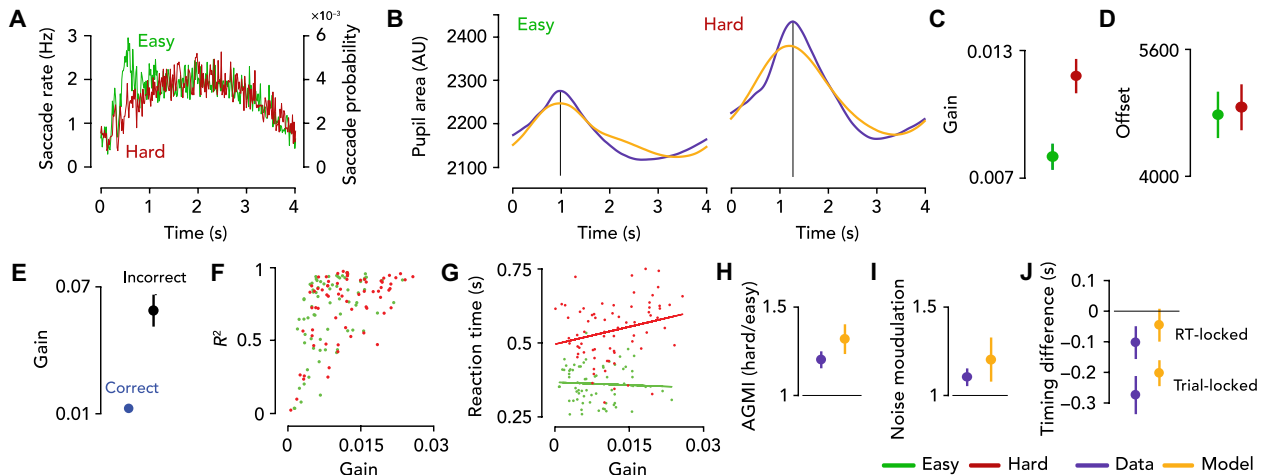 A
Saccade rate (Hz)
3
2
1
0
Easy
Hard
×10⁻³
6
4
2
0
Saccade probability
0 1 2 3 4
Time (s)
B
Pupil area (AU)
2400
2300
2200
2100
Easy
Hard
0 1 2 3 4
Time (s)
0 1 2 3 4
Time (s)
C
Gain
0.013
0.007
D
Offset
5600
4000
E
Gain
0.07
0.01
Incorrect
Correct
F
R²
1
0.5
0
0 0.015 0.03
Gain
G
Reaction time (s)
0.75
0.5
0.25
0 0.015 0.03
Gain
H
AGMI (hard/easy)
1.5
1
I
Noise moudulation
1.5
1
J
Timing difference (s)
0.1
0
−0.1
−0.2
−0.3
RT-locked
Trial-locked
Easy Hard Data Model